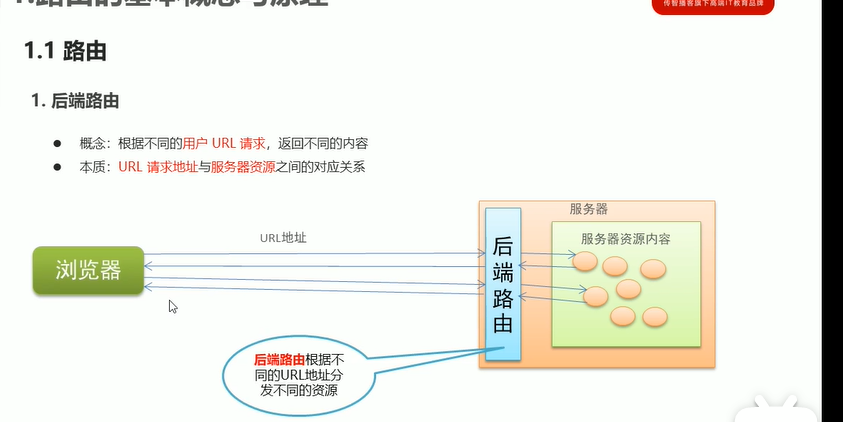 1.路由的基本概念与原理
传智播客旗下高端IT教育品牌
1.1 路由
1. 后端路由
● 概念：根据不同的用户 URL 请求，返回不同的内容
● 本质：URL 请求地址与服务器资源之间的对应关系
服务器
URL地址
服务器资源内容
浏览器
后
端
路
由
后端路由根据不
同的URL地址分
发不同的资源